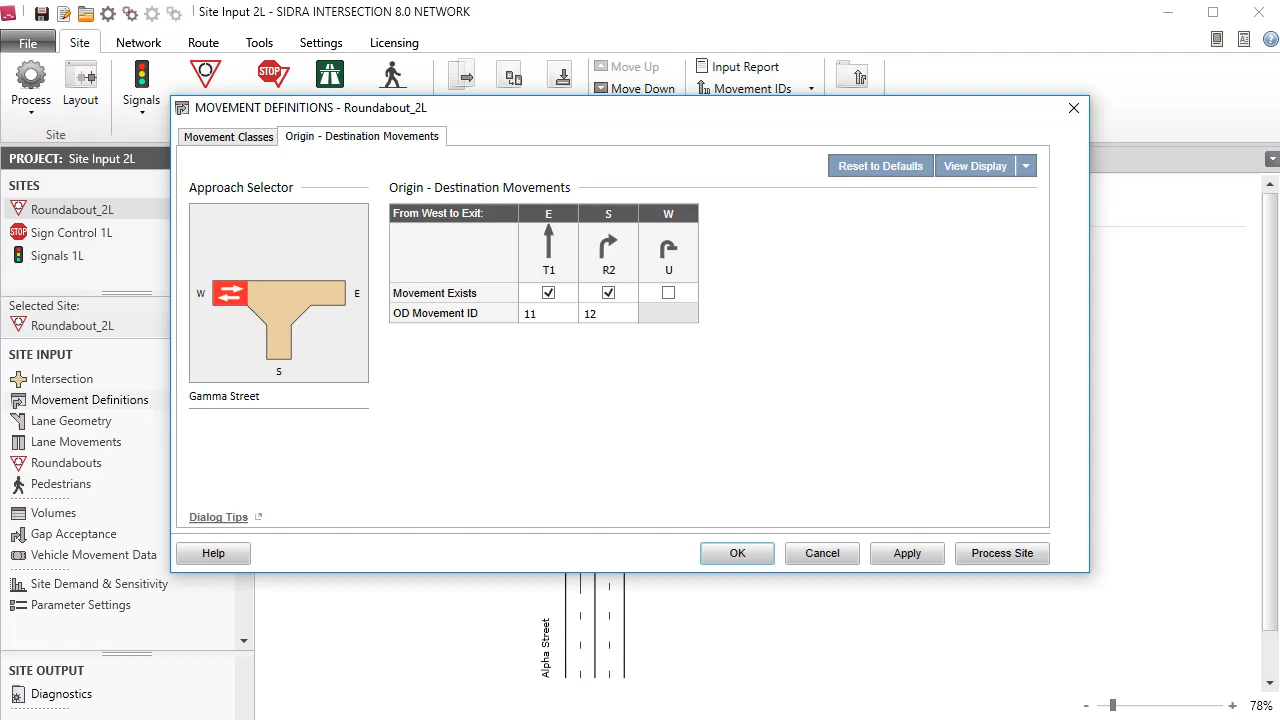 Site Input 2L - SIDRA INTERSECTION 8.0 NETWORK
File Site Network Route Tools Settings Licensing
STOP Move Up Input Report
Process Layout Signals Move Down Movement IDs
Site
MOVEMENT DEFINITIONS - Roundabout_2L
Movement Classes Origin - Destination Movements
PROJECT: Site Input 2L
Reset to Defaults View Display
SITES
Approach Selector Origin - Destination Movements
Roundabout_2L
From West to Exit: E S W
STOP Sign Control 1L
Signals 1L
T1 R2 U
W E
Movement Exists
Selected Site:
OD Movement ID 11 12
Roundabout_2L
SITE INPUT
S
Intersection
Gamma Street
Movement Definitions
Lane Geometry
Lane Movements
Roundabouts
Pedestrians
Volumes
Dialog Tips
Gap Acceptance
Vehicle Movement Data
Help OK Cancel Apply Process Site
Site Demand & Sensitivity
Parameter Settings
Alpha Street
SITE OUTPUT
Diagnostics
- + 78%